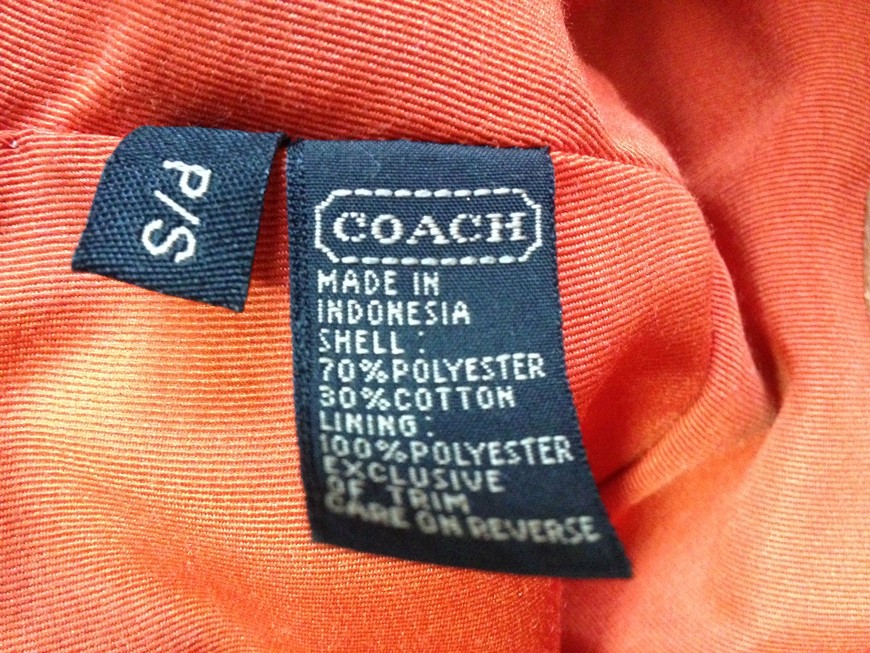 P/S
COACH
MADE IN
INDONESIA
SHELL :
70%POLYESTER
30%COTTON
LINING :
100%POLYESTER
EXCLUSIVE
OF TRIM
CARE ON REVERSE